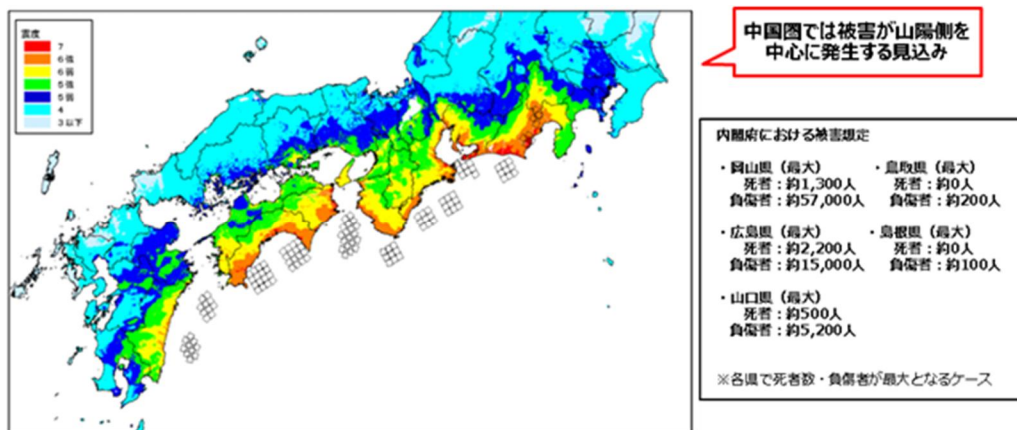 震度
7
6強
6弱
5強
5弱
4
3以下
中国圏では被害が山陽側を
中心に発生する見込み
内閣府における被害想定
・岡山県（最大）
死者：約1,300人
負傷者：約57,000人
・鳥取県（最大）
死者：約0人
負傷者：約200人
・広島県（最大）
死者：約2,200人
負傷者：約15,000人
・島根県（最大）
死者：約0人
負傷者：約100人
・山口県（最大）
死者：約500人
負傷者：約5,200人
※各県で死者数・負傷者が最大となるケース